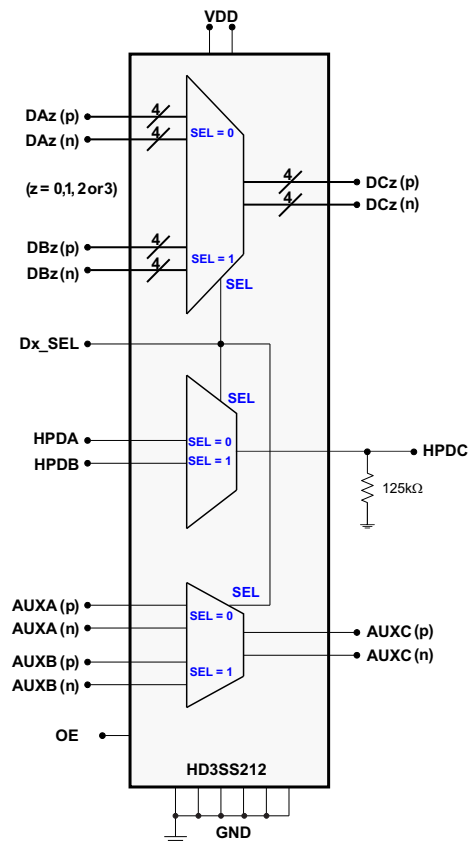 VDD
DAz (p)
4
DAz (n)
4
SEL = 0
(z = 0,1, 2 or 3)
4
DCz (p)
4
DCz (n)
DBz (p)
4
DBz (n)
4
SEL = 1
SEL
Dx_SEL
SEL
HPDA
SEL = 0
HPDB
SEL = 1
HPDC
125kΩ
SEL
AUXA (p)
SEL = 0
AUXA (n)
AUXC (p)
AUXC (n)
AUXB (p)
SEL = 1
AUXB (n)
OE
HD3SS212
GND